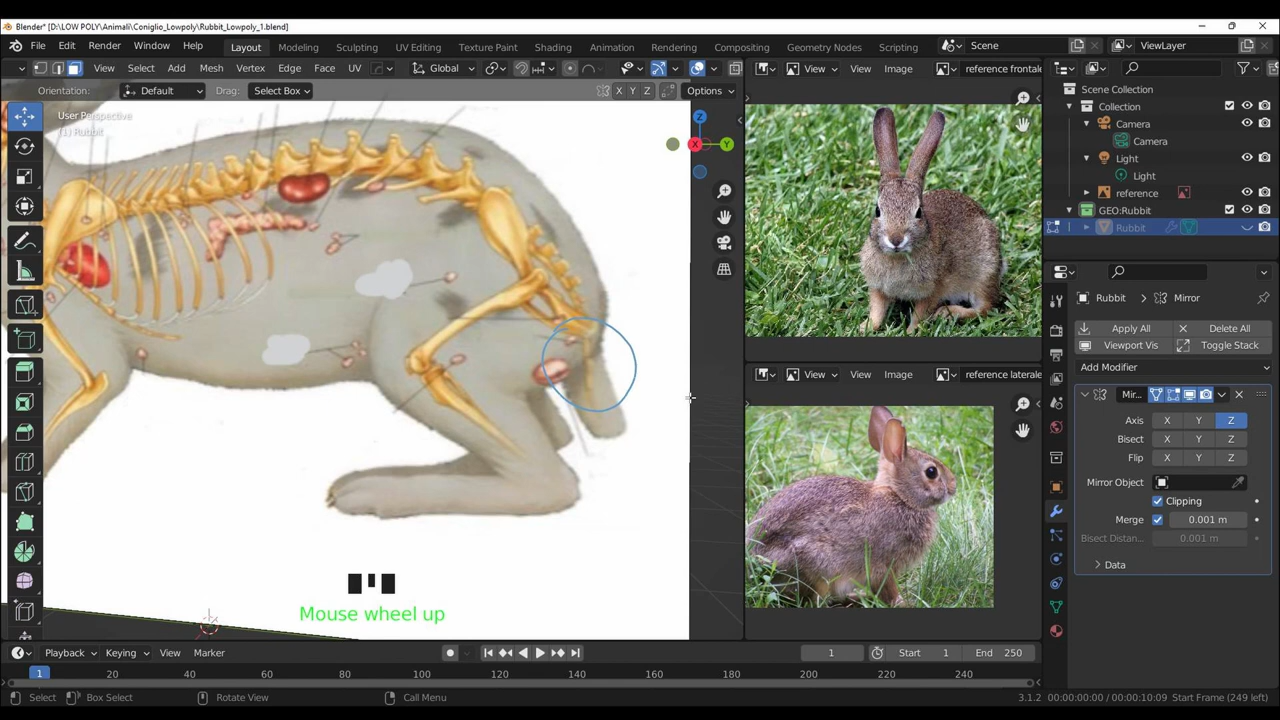 Blender* [D:\LOW POLY\Animali\Coniglio_Lowpoly\Rubbit_Lowpoly_1.blend]
File Edit Render Window Help Layout Modeling Sculpting UV Editing Texture Paint Shading Animation Rendering Compositing Geometry Nodes Scripting Scene ViewLayer
View Select Add Mesh Vertex Edge Face UV Global View View Image reference frontale
Orientation: Default Drag: Select Box X Y Z Options
Scene Collection
Collection
User Perspective
(1) Rubbit
Z
X Y
Camera
Camera
Light
Light
reference
GEO:Rubbit
Rubbit
Rubbit Mirror
Apply All Delete All
Viewport Vis Toggle Stack
Add Modifier
View View Image reference laterale
Mir...
Axis X Y Z
Bisect X Y Z
Flip X Y Z
Mirror Object
Clipping
Merge 0.001 m
Bisect Distan... 0.001 m
Data
Mouse wheel up
Playback Keying View Marker 1 Start 1 End 250
1 20 40 60 80 100 120 140 160 180 200 220 240
Select Box Select Rotate View Call Menu 3.1.2 00:00:00:00 / 00:00:10:09 Start Frame (249 left)